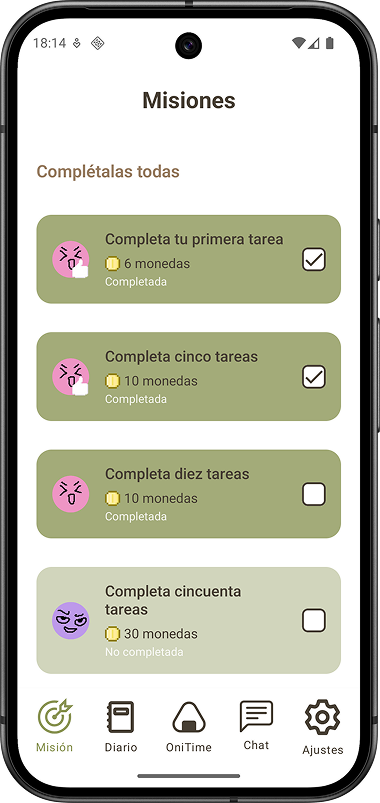 18:14
Misiones
Complétalas todas
Completa tu primera tarea
6 monedas
Completada
Completa cinco tareas
10 monedas
Completada
Completa diez tareas
10 monedas
Completada
Completa cincuenta
tareas
30 monedas
No completada
Misión
Diario
OniTime
Chat
Ajustes